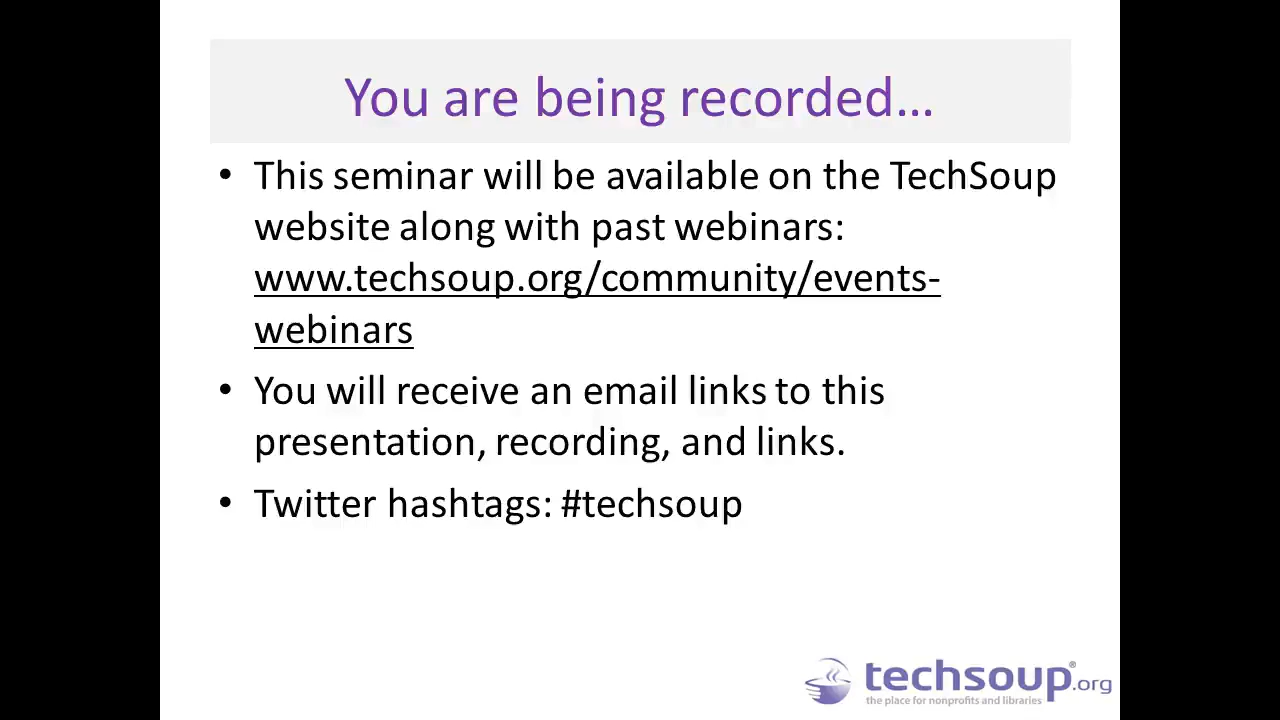 You are being recorded…
• This seminar will be available on the TechSoup
website along with past webinars:
www.techsoup.org/community/events-
webinars
• You will receive an email links to this
presentation, recording, and links.
• Twitter hashtags: #techsoup
techsoup®.org
the place for nonprofits and libraries